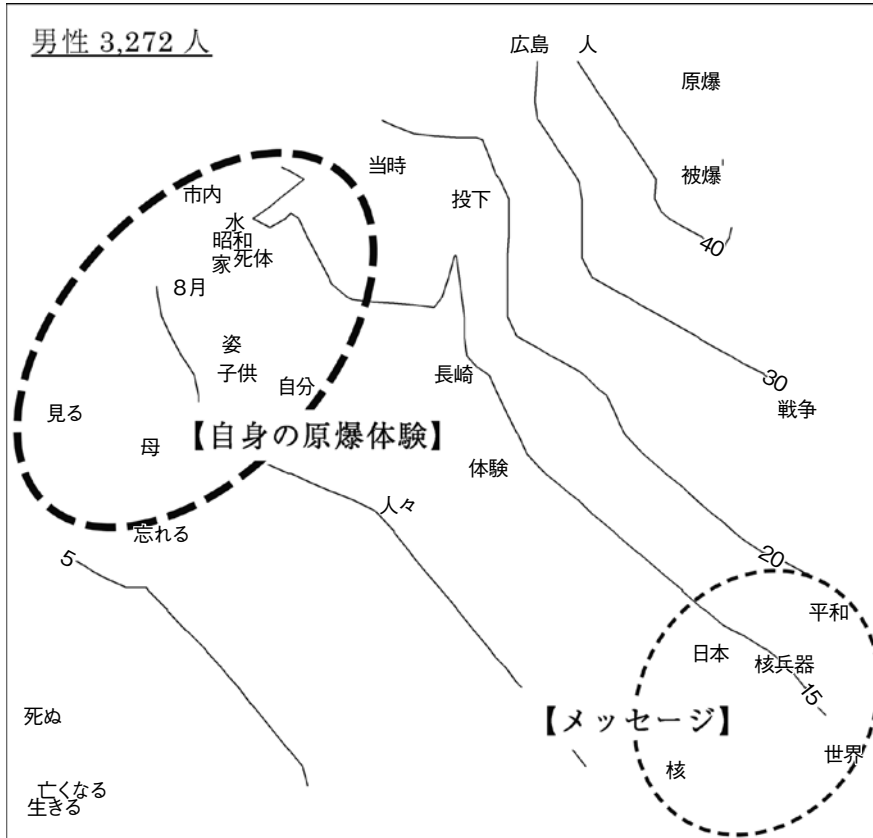 男性 3,272 人
広島 人
原爆
当時
被爆
市内
投下
水
昭和
家 死体
40
8月
姿
子供
長崎
自分
30
見る
戦争
【自身の原爆体験】
母
体験
人々
忘れる
5
20
平和
日本
核兵器
15
死ぬ
【メッセージ】
世界
核
亡くなる
生きる